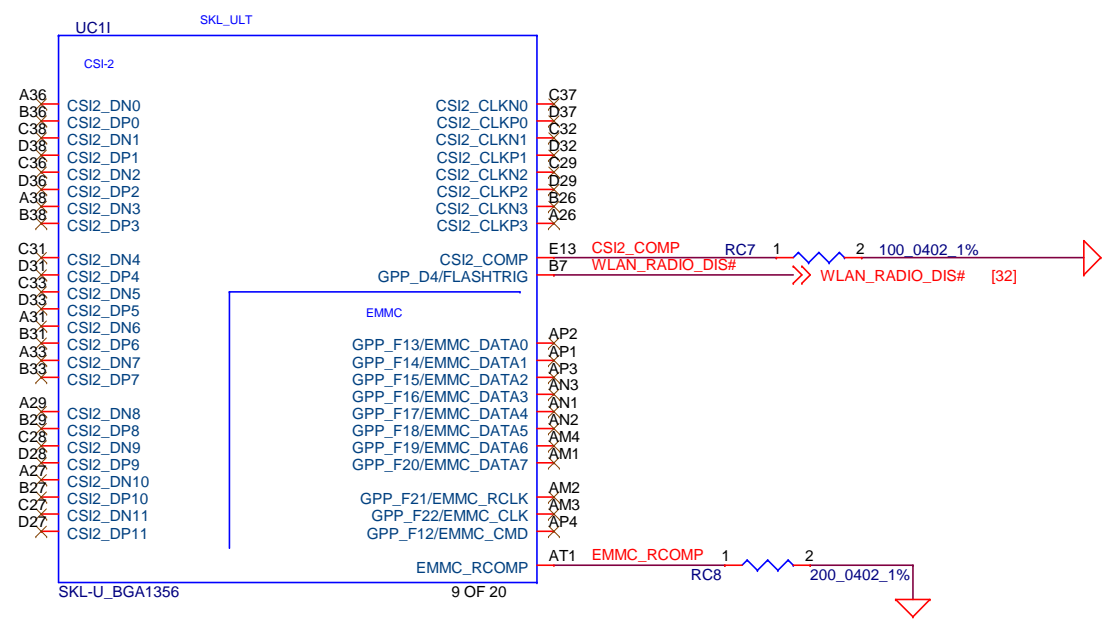 SKL_ULT
UC1I
CSI-2
A36 CSI2_DN0 CSI2_CLKN0 C37
B36 CSI2_DP0 CSI2_CLKP0 D37
C38 CSI2_DN1 CSI2_CLKN1 C32
D38 CSI2_DP1 CSI2_CLKP1 D32
C36 CSI2_DN2 CSI2_CLKN2 C29
D36 CSI2_DP2 CSI2_CLKP2 D29
A38 CSI2_DN3 CSI2_CLKN3 B26
B38 CSI2_DP3 CSI2_CLKP3 A26
C31 CSI2_DN4 CSI2_COMP E13 CSI2_COMP RC7 1 2 100_0402_1%
D31 CSI2_DP4 GPP_D4/FLASHTRIG B7 WLAN_RADIO_DIS# WLAN_RADIO_DIS# [32]
C33 CSI2_DN5
D33 CSI2_DP5
EMMC
A31 CSI2_DN6
B31 CSI2_DP6 GPP_F13/EMMC_DATA0 AP2
A33 CSI2_DN7 GPP_F14/EMMC_DATA1 AP1
B33 CSI2_DP7 GPP_F15/EMMC_DATA2 AP3
GPP_F16/EMMC_DATA3 AN3
A29 CSI2_DN8 GPP_F17/EMMC_DATA4 AN1
B29 CSI2_DP8 GPP_F18/EMMC_DATA5 AN2
C28 CSI2_DN9 GPP_F19/EMMC_DATA6 AM4
D28 CSI2_DP9 GPP_F20/EMMC_DATA7 AM1
A27 CSI2_DN10
B27 CSI2_DP10 GPP_F21/EMMC_RCLK AM2
C27 CSI2_DN11 GPP_F22/EMMC_CLK AM3
D27 CSI2_DP11 GPP_F12/EMMC_CMD AP4
EMMC_RCOMP AT1 EMMC_RCOMP 1 2
RC8 200_0402_1%
SKL-U_BGA1356 9 OF 20